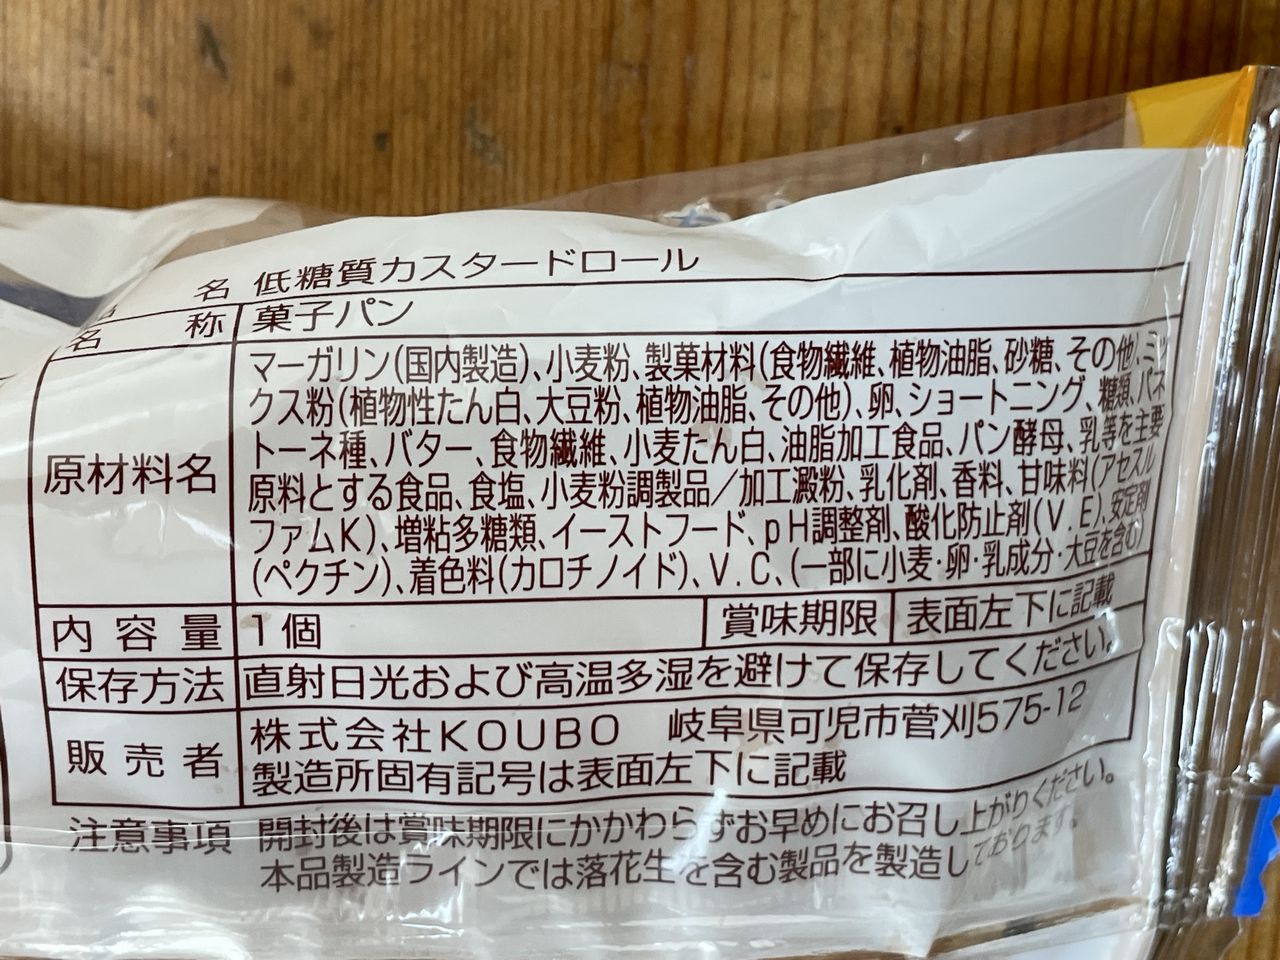 名 低糖質カスタードロール
名 称 菓子パン
原材料名
マーガリン(国内製造)、小麦粉、製菓材料(食物繊維、植物油脂、砂糖、その他)、ミッ
クス粉(植物性たん白、大豆粉、植物油脂、その他)、卵、ショートニング、糖類、パネ
トーネ種、バター、食物繊維、小麦たん白、油脂加工食品、パン酵母、乳等を主要
原料とする食品、食塩、小麦粉調製品/加工澱粉、乳化剤、香料、甘味料(アセスル
ファムK)、増粘多糖類、イーストフード、pH調整剤、酸化防止剤(V.E)、安定剤
(ペクチン)、着色料(カロチノイド)、V.C、(一部に小麦・卵・乳成分・大豆を含む)
内 容 量 1個 賞味期限 表面左下に記載
保存方法 直射日光および高温多湿を避けて保存してください。
販 売 者
株式会社KOUBO 岐阜県可児市菅刈575-12
製造所固有記号は表面左下に記載
注意事項 開封後は賞味期限にかかわらずお早めにお召し上がりください。
本品製造ラインでは落花生を含む製品を製造しております。